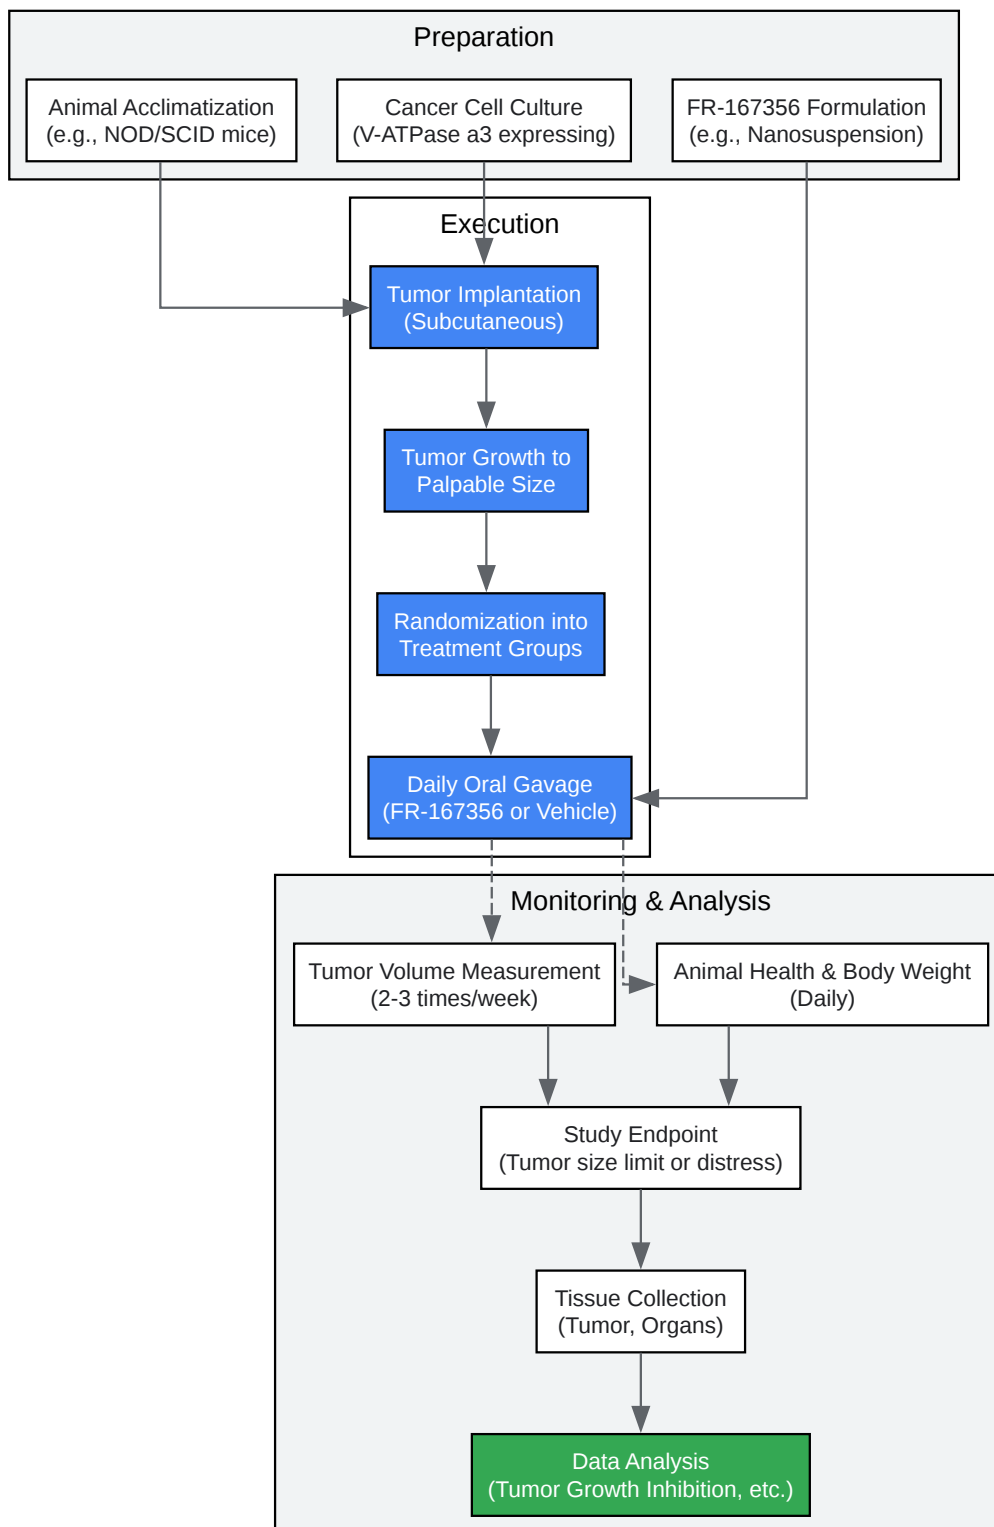 Preparation
Animal Acclimatization
(e.g., NOD/SCID mice)
Cancer Cell Culture
(V-ATPase a3 expressing)
FR-167356 Formulation
(e.g., Nanosuspension)
Execution
Tumor Implantation
(Subcutaneous)
Tumor Growth to
Palpable Size
Randomization into
Treatment Groups
Daily Oral Gavage
(FR-167356 or Vehicle)
Monitoring & Analysis
Tumor Volume Measurement
(2-3 times/week)
Animal Health & Body Weight
(Daily)
Study Endpoint
(Tumor size limit or distress)
Tissue Collection
(Tumor, Organs)
Data Analysis
(Tumor Growth Inhibition, etc.)